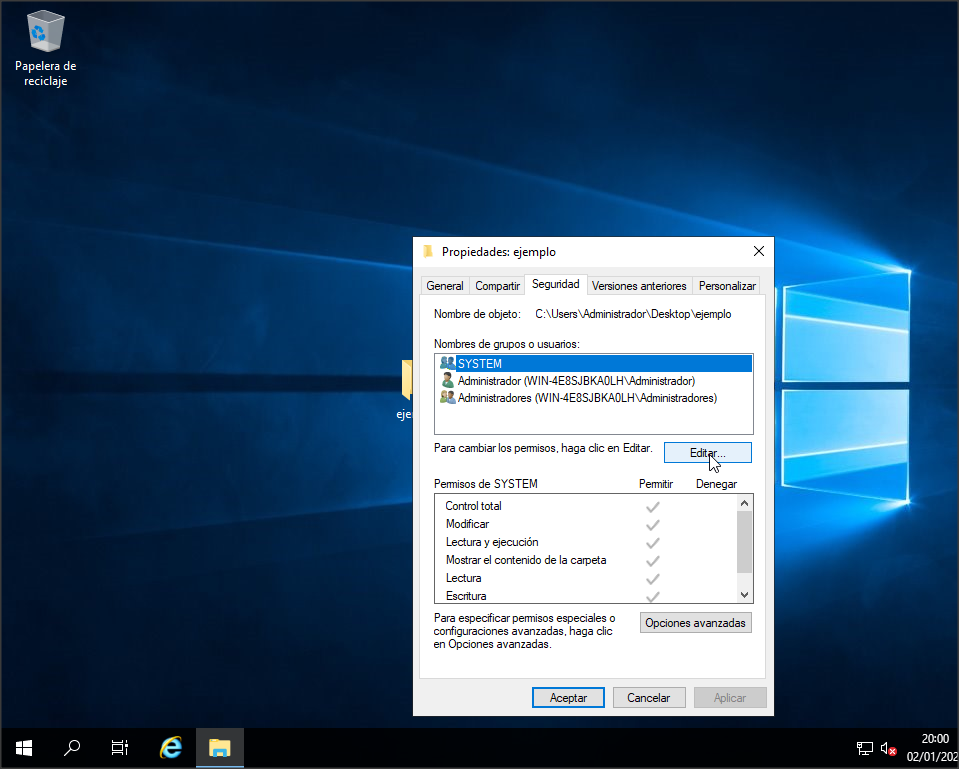 Papelera de
reciclaje
Propiedades: ejemplo
General Compartir Seguridad Versiones anteriores Personalizar
Nombre de objeto: C:\Users\Administrador\Desktop\ejemplo
Nombres de grupos o usuarios:
SYSTEM
Administrador (WIN-4E8SJBKA0LH\Administrador)
Administradores (WIN-4E8SJBKA0LH\Administradores)
Para cambiar los permisos, haga clic en Editar. Editar...
Permisos de SYSTEM Permitir Denegar
Control total
Modificar
Lectura y ejecución
Mostrar el contenido de la carpeta
Lectura
Escritura
Para especificar permisos especiales o
configuraciones avanzadas, haga clic
en Opciones avanzadas.
Opciones avanzadas
Aceptar Cancelar Aplicar
20:00